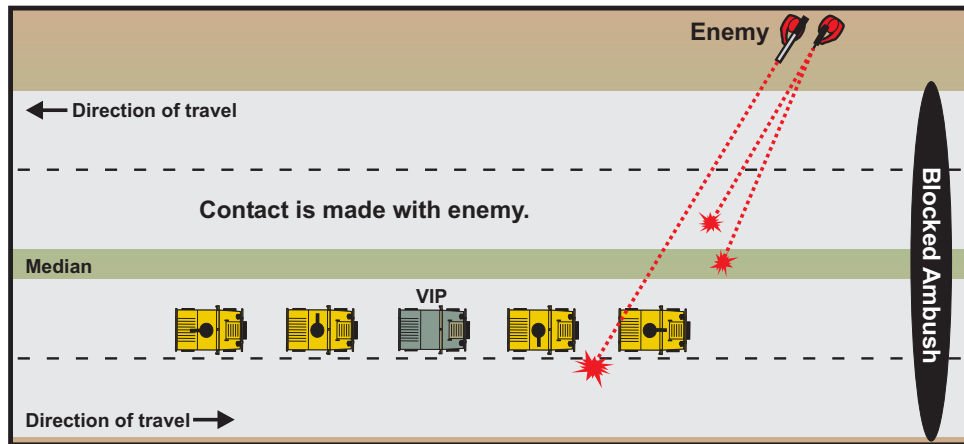 Enemy
Direction of travel
Contact is made with enemy.
Median
VIP
Blocked Ambush
Direction of travel